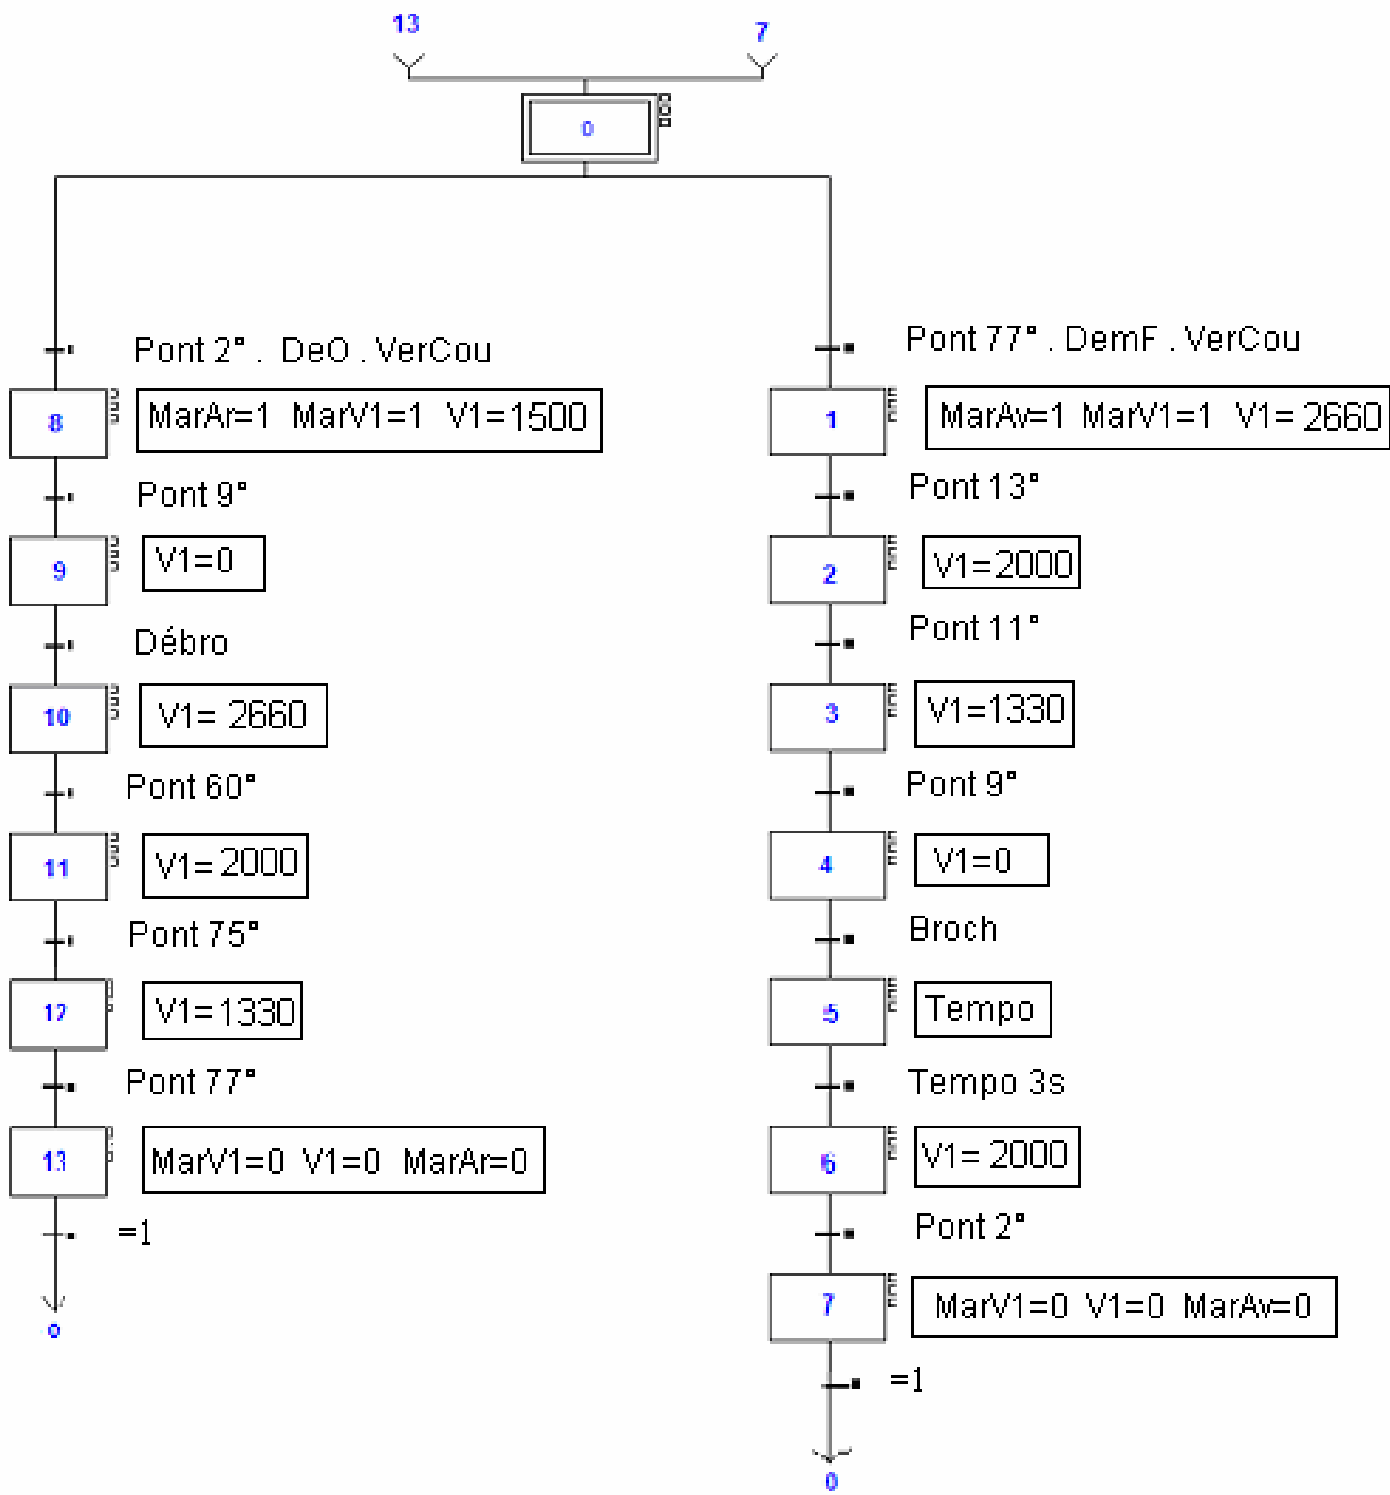 13
7
0
Pont 2° . DeO . VerCou
8
MarAr=1 MarV1=1 V1=1500
Pont 9°
9
V1=0
Débro
10
V1= 2660
Pont 60°
11
V1=2000
Pont 75°
12
V1=1330
Pont 77°
13
MarV1=0 V1=0 MarAr=0
=1
0
Pont 77° . DemF . VerCou
1
MarAv=1 MarV1=1 V1= 2660
Pont 13°
2
V1=2000
Pont 11°
3
V1=1330
Pont 9°
4
V1=0
Broch
5
Tempo
Tempo 3s
6
V1= 2000
Pont 2°
7
MarV1=0 V1=0 MarAv=0
=1
0